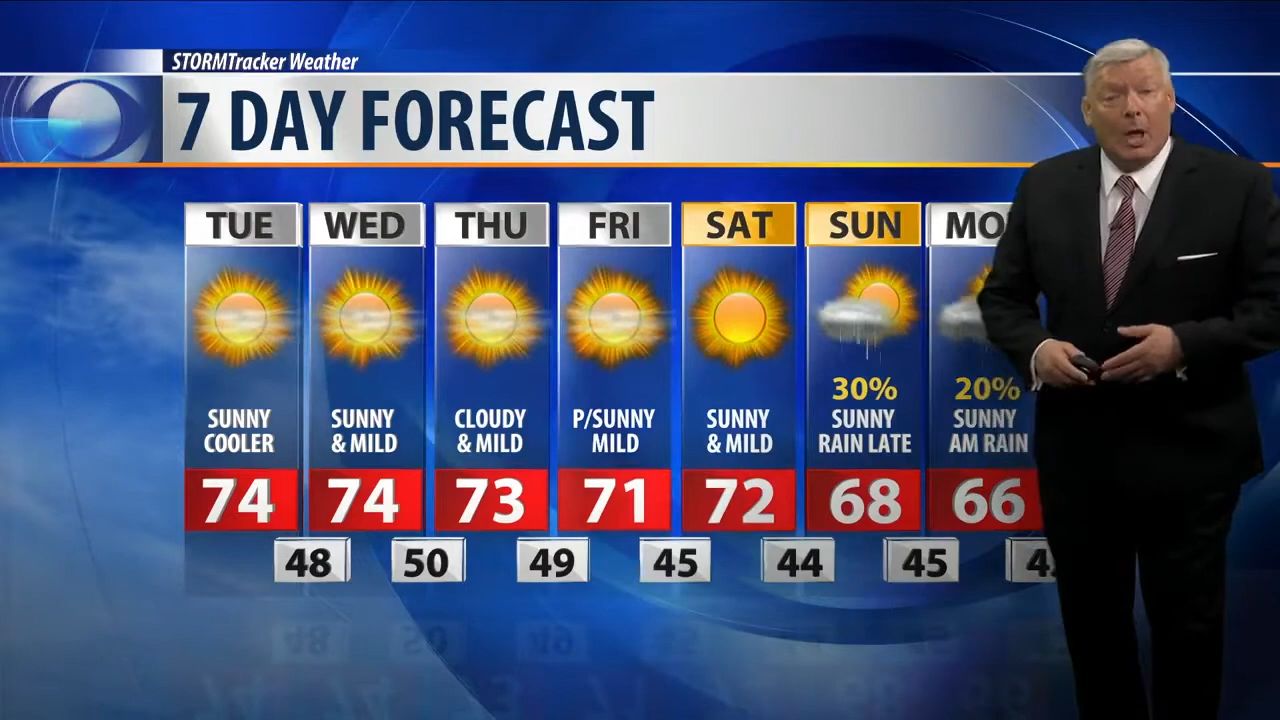 STORMTracker Weather
7 DAY FORECAST
TUE WED THU FRI SAT SUN
30% 20%
SUNNY SUNNY CLOUDY P/SUNNY SUNNY SUNNY SUNNY
COOLER & MILD & MILD MILD & MILD RAIN LATE AM RAIN
74 74 73 71 72 68 66
48 50 49 45 44 45